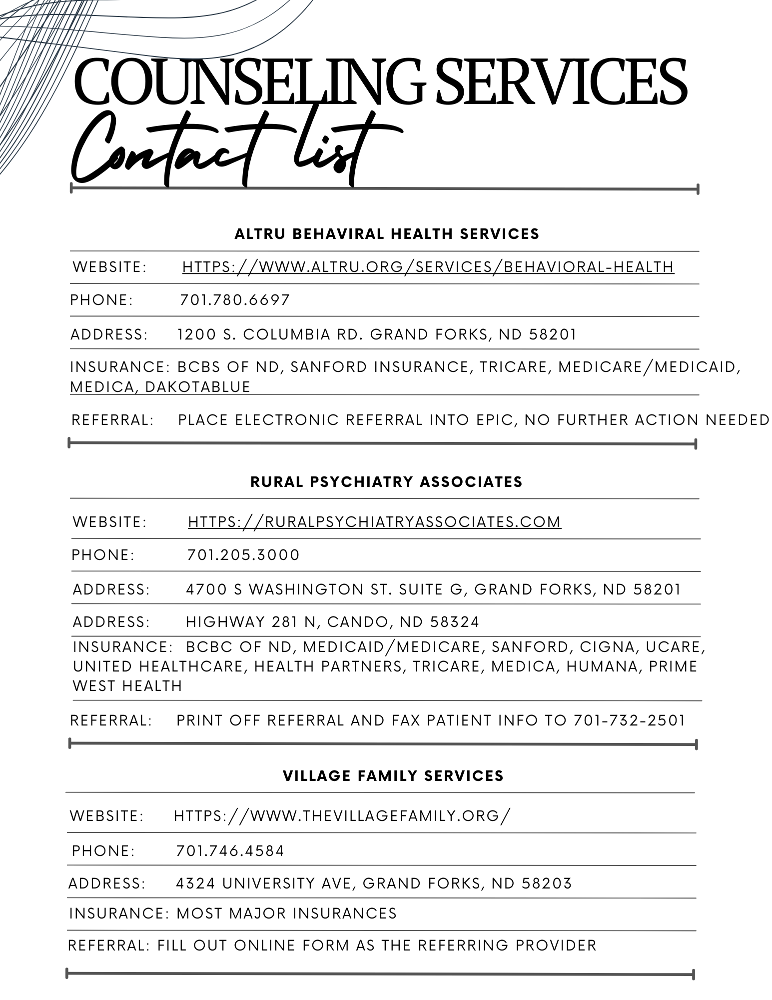 COUNSELING SERVICES
Contact list
ALTRU BEHAVIRAL HEALTH SERVICES
WEBSITE: HTTPS://WWW.ALTRU.ORG/SERVICES/BEHAVIORAL-HEALTH
PHONE: 701.780.6697
ADDRESS: 1200 S. COLUMBIA RD. GRAND FORKS, ND 58201
INSURANCE: BCBS OF ND, SANFORD INSURANCE, TRICARE, MEDICARE/MEDICAID,
MEDICA, DAKOTABLUE
REFERRAL: PLACE ELECTRONIC REFERRAL INTO EPIC, NO FURTHER ACTION NEEDED
RURAL PSYCHIATRY ASSOCIATES
WEBSITE: HTTPS://RURALPSYCHIATRYASSOCIATES.COM
PHONE: 701.205.3000
ADDRESS: 4700 S WASHINGTON ST. SUITE G, GRAND FORKS, ND 58201
ADDRESS: HIGHWAY 281 N, CANDO, ND 58324
INSURANCE: BCBC OF ND, MEDICAID/MEDICARE, SANFORD, CIGNA, UCARE,
UNITED HEALTHCARE, HEALTH PARTNERS, TRICARE, MEDICA, HUMANA, PRIME
WEST HEALTH
REFERRAL: PRINT OFF REFERRAL AND FAX PATIENT INFO TO 701-732-2501
VILLAGE FAMILY SERVICES
WEBSITE: HTTPS://WWW.THEVILLAGEFAMILY.ORG/
PHONE: 701.746.4584
ADDRESS: 4324 UNIVERSITY AVE, GRAND FORKS, ND 58203
INSURANCE: MOST MAJOR INSURANCES
REFERRAL: FILL OUT ONLINE FORM AS THE REFERRING PROVIDER